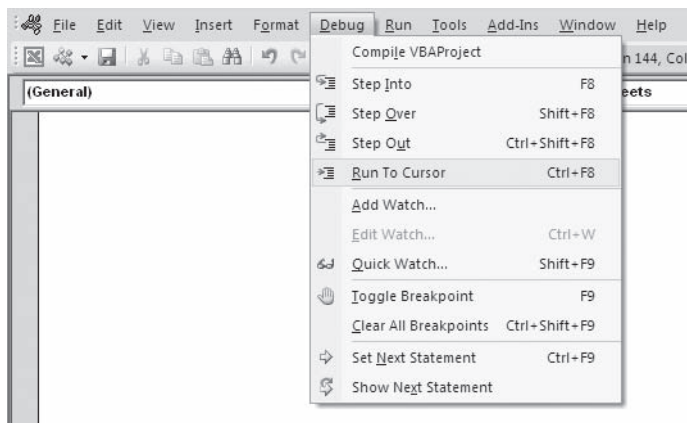 File Edit View Insert Format Debug Run Tools Add-Ins Window Help
n 144, Col
(General) eets
Compile VBAProject
Step Into F8
Step Over Shift+F8
Step Out Ctrl+Shift+F8
Run To Cursor Ctrl+F8
Add Watch...
Edit Watch... Ctrl+W
Quick Watch... Shift+F9
Toggle Breakpoint F9
Clear All Breakpoints Ctrl+Shift+F9
Set Next Statement Ctrl+F9
Show Next Statement